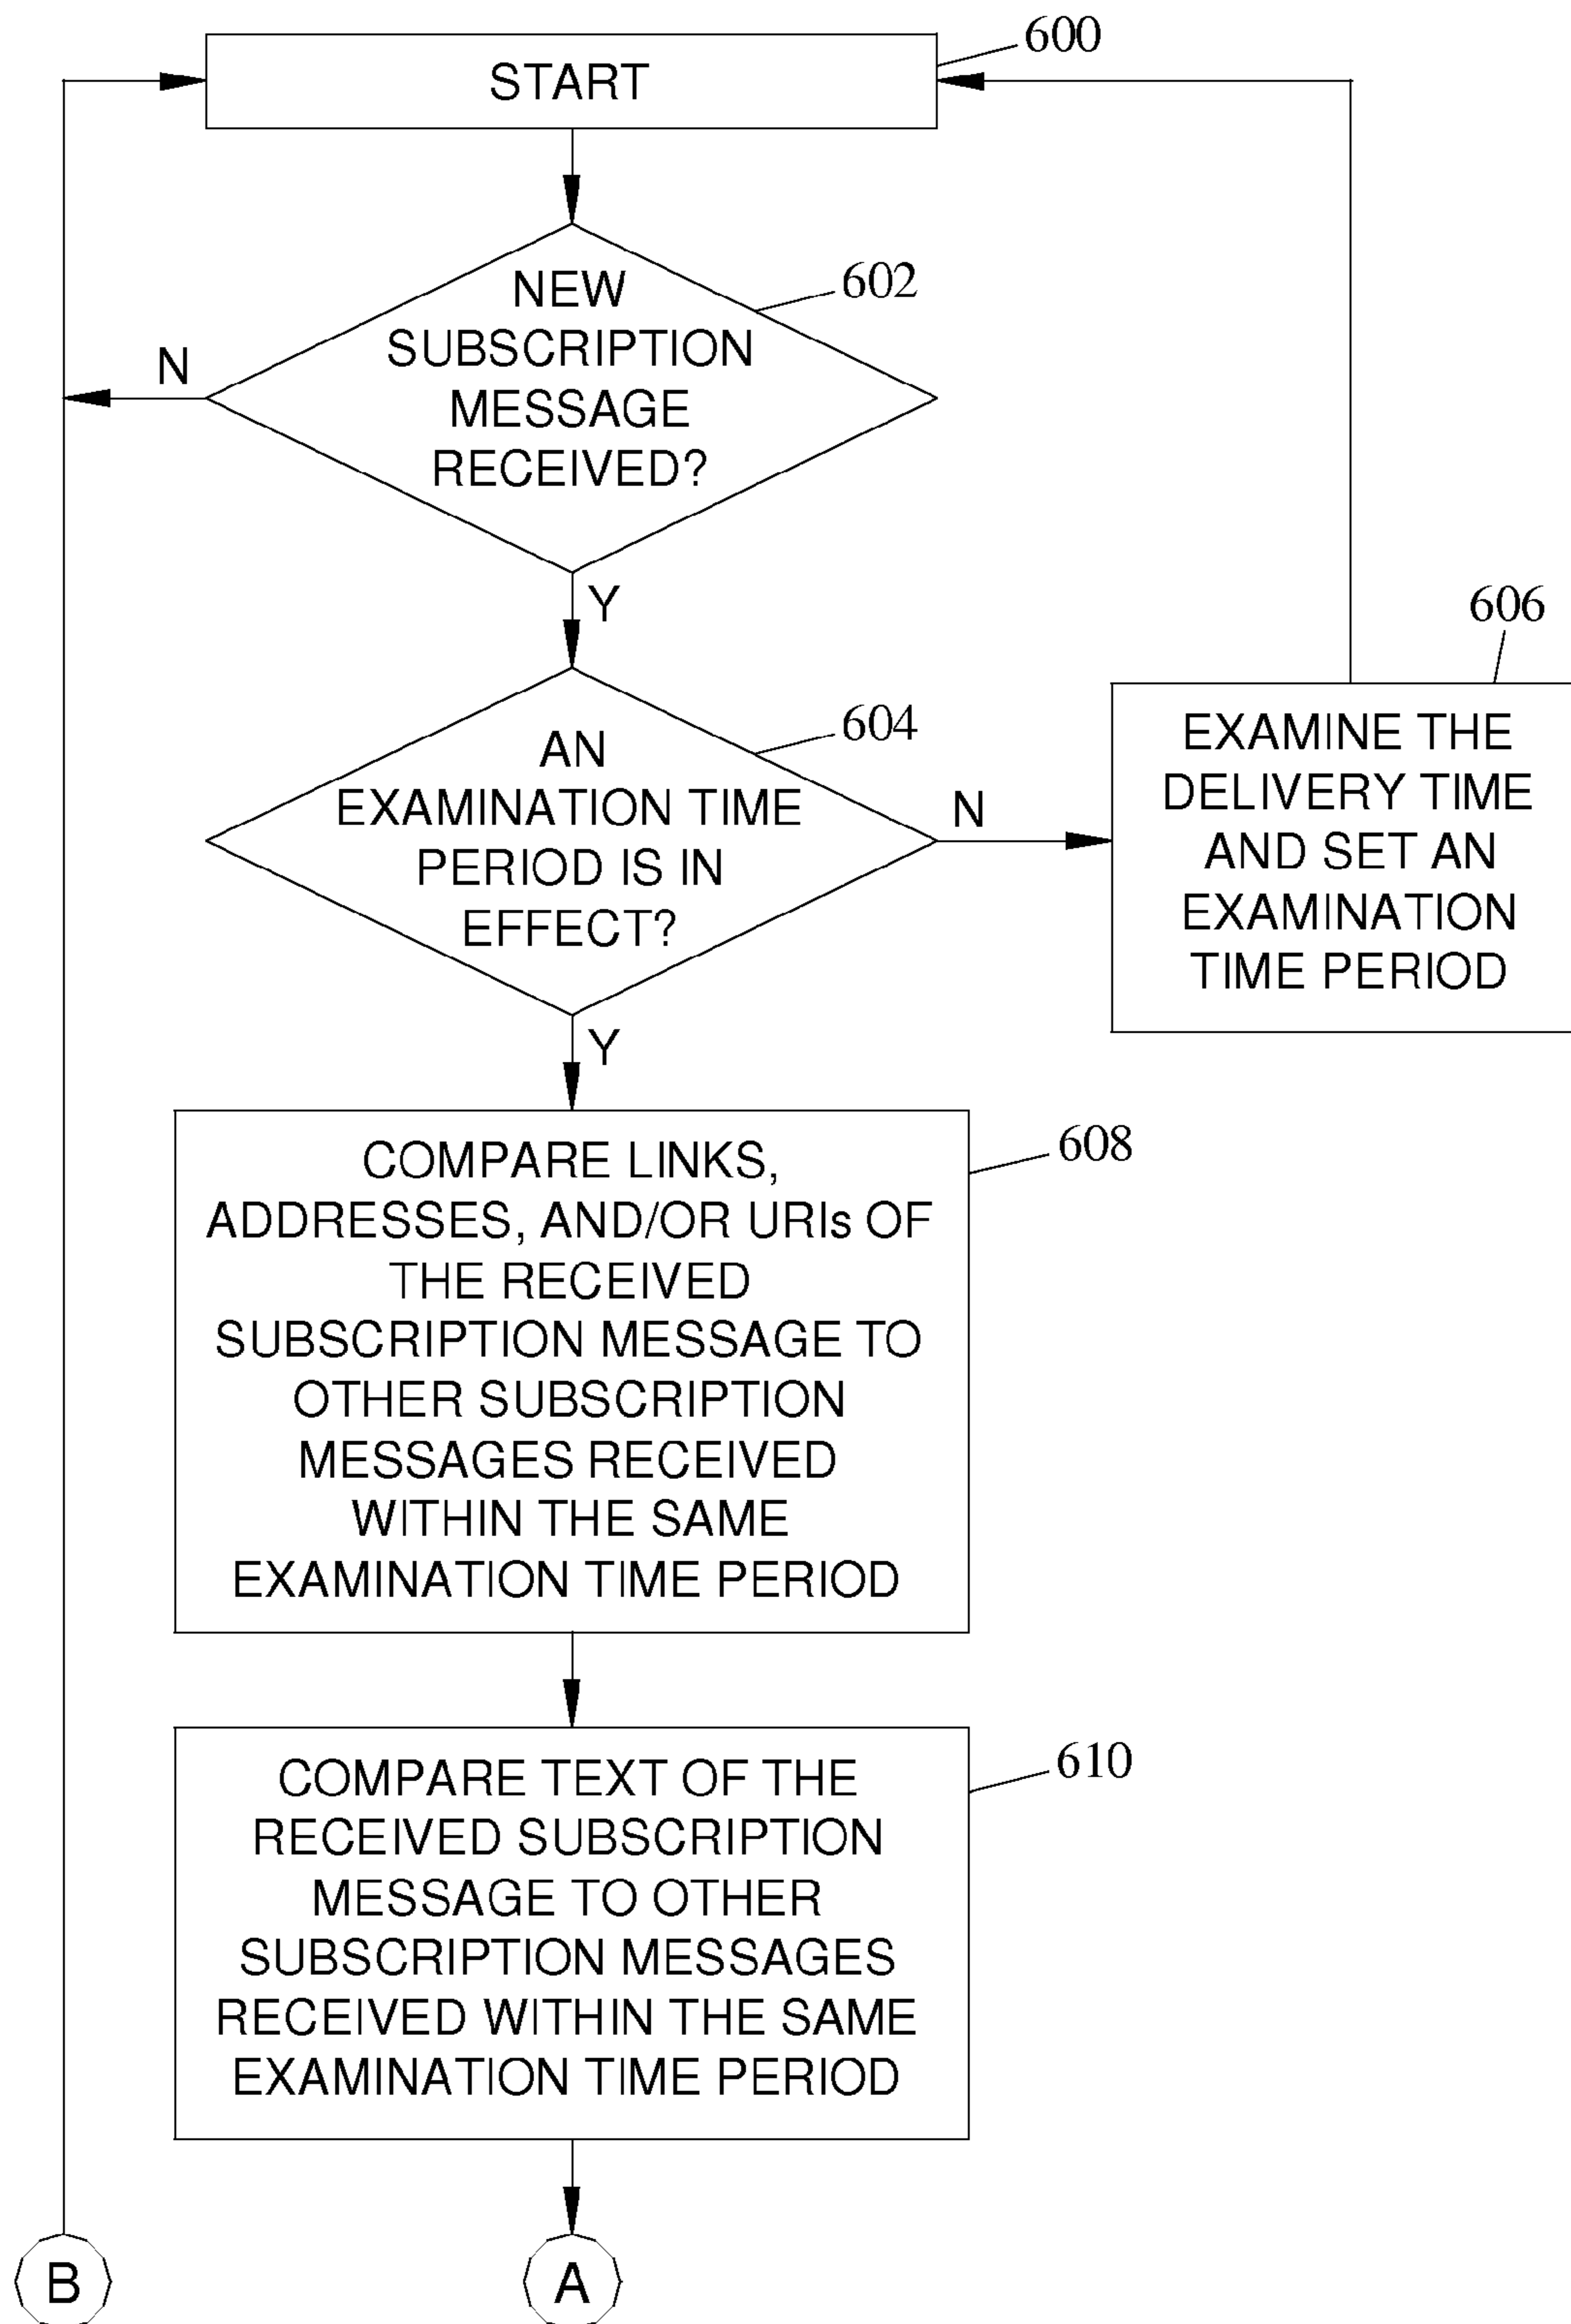 600
START
602
NEW
SUBSCRIPTION
MESSAGE
RECEIVED?
N
Y
604
AN
EXAMINATION TIME
PERIOD IS IN
EFFECT?
N
606
EXAMINE THE
DELIVERY TIME
AND SET AN
EXAMINATION
TIME PERIOD
Y
608
COMPARE LINKS,
ADDRESSES, AND/OR URIs OF
THE RECEIVED
SUBSCRIPTION MESSAGE TO
OTHER SUBSCRIPTION
MESSAGES RECEIVED
WITHIN THE SAME
EXAMINATION TIME PERIOD
610
COMPARE TEXT OF THE
RECEIVED SUBSCRIPTION
MESSAGE TO OTHER
SUBSCRIPTION MESSAGES
RECEIVED WITHIN THE SAME
EXAMINATION TIME PERIOD
B
A